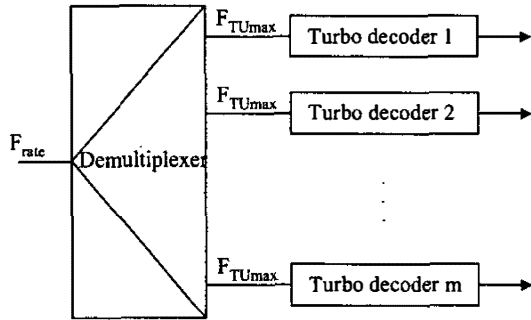 F_TUmax
Turbo decoder 1
F_TUmax
Turbo decoder 2
F_rate
Demultiplexer
F_TUmax
Turbo decoder m